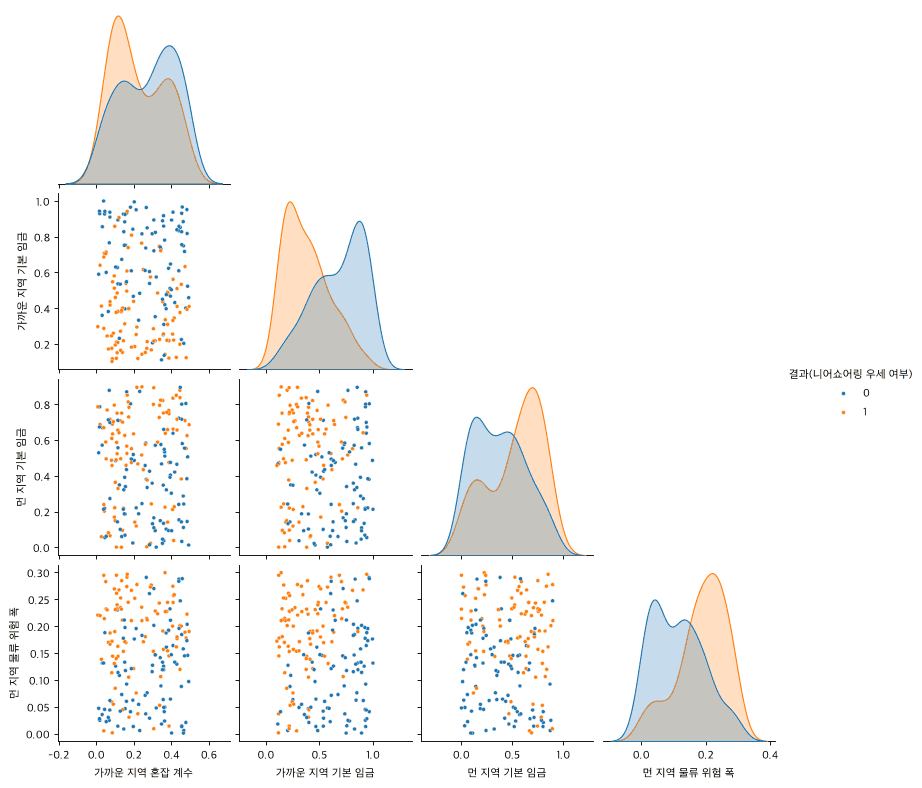 1.0
0.8
0.6
0.4
0.2
가까운 지역 기본 임금
0.8
0.6
0.4
0.2
0.0
먼 지역 기본 임금
결과(니어쇼어링 우세 여부)
0
1
0.30
0.25
0.20
0.15
0.10
0.05
0.00
먼 지역 물류 위험 폭
-0.2 0.0 0.2 0.4 0.6
가까운 지역 혼잡 계수
0.0 0.5 1.0
가까운 지역 기본 임금
0.0 0.5 1.0
먼 지역 기본 임금
0.0 0.2 0.4
먼 지역 물류 위험 폭